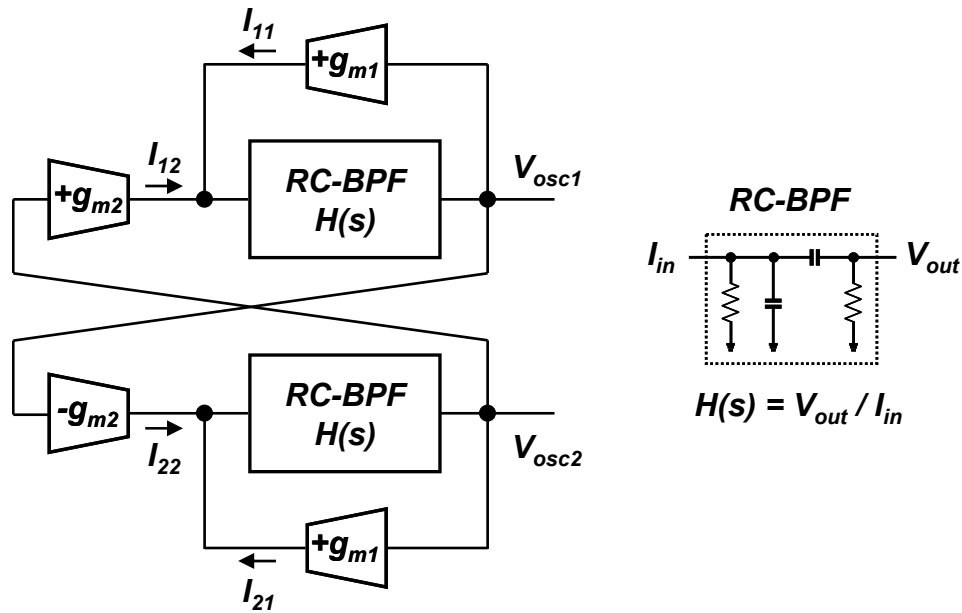 I11
+gm1
I12
+gm2
RC-BPF
H(s)
Vosc1
RC-BPF
Iin
Vout
H(s) = Vout / Iin
-gm2
I22
RC-BPF
H(s)
Vosc2
+gm1
I21